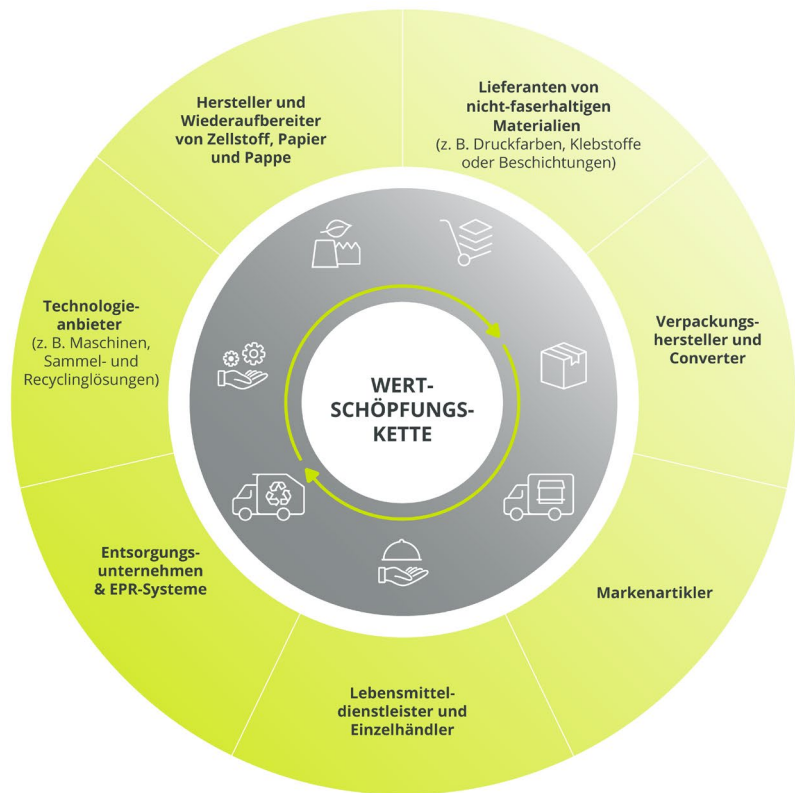 Hersteller und
Wiederaufbereiter
von Zellstoff, Papier
und Pappe
Lieferanten von
nicht-faserhaltigen
Materialien
(z. B. Druckfarben, Klebstoffe
oder Beschichtungen)
Verpackungs-
hersteller und
Converter
Markenartikler
Lebensmittel-
dienstleister und
Einzelhändler
Entsorgungs-
unternehmen
& EPR-Systeme
Technologie-
anbieter
(z. B. Maschinen,
Sammel- und
Recyclinglösungen)
WERT-
SCHÖPFUNGS-
KETTE